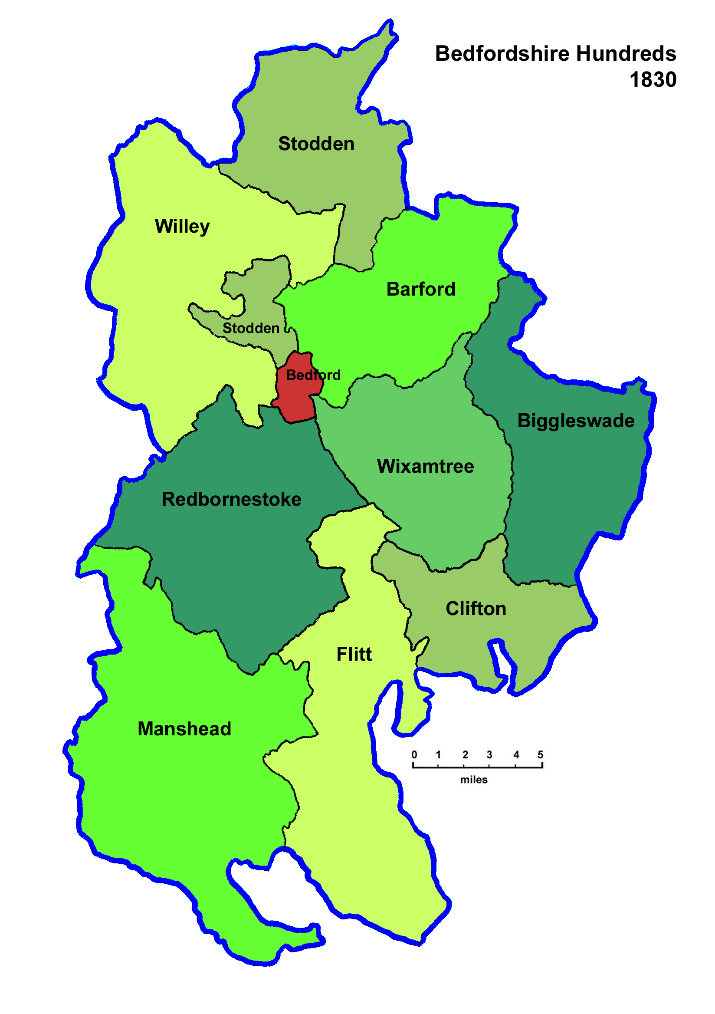 Bedfordshire Hundreds
1830
Stodden
Willey
Barford
Stodden
Bedford
Biggleswade
Wixamtree
Redbornestoke
Clifton
Flitt
Manshead
0 1 2 3 4 5
miles